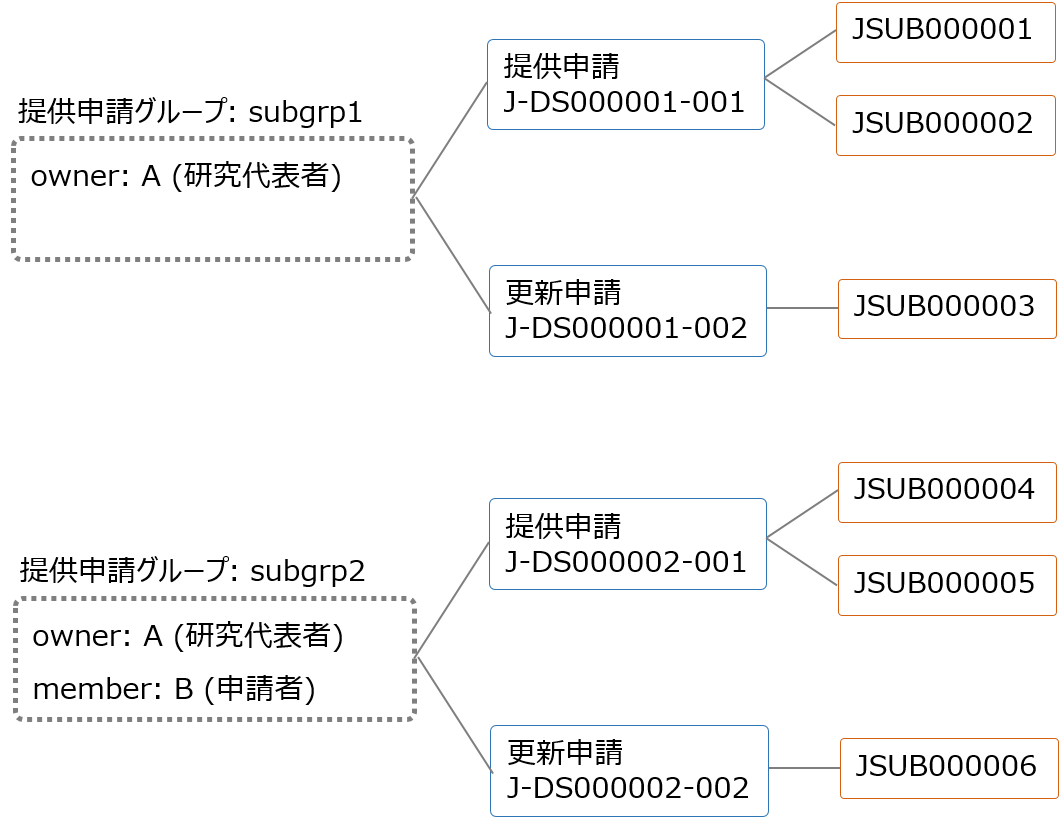 提供申請グループ: subgrp1
owner: A (研究代表者)
提供申請
J-DS000001-001
JSUB000001
JSUB000002
更新申請
J-DS000001-002
JSUB000003
提供申請グループ: subgrp2
owner: A (研究代表者)
member: B (申請者)
提供申請
J-DS000002-001
JSUB000004
JSUB000005
更新申請
J-DS000002-002
JSUB000006